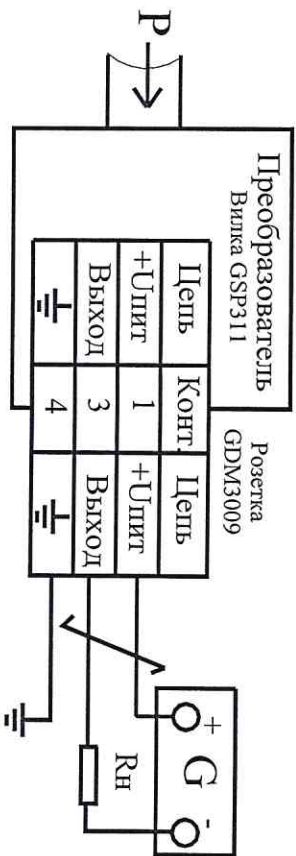 P
Преобразователь
Вилка GSP311
Розетка
GDM3009
Цепь Конт. Цепь
+Uпит 1 +Uпит
Выход 3 Выход
4
+ G -
Rн